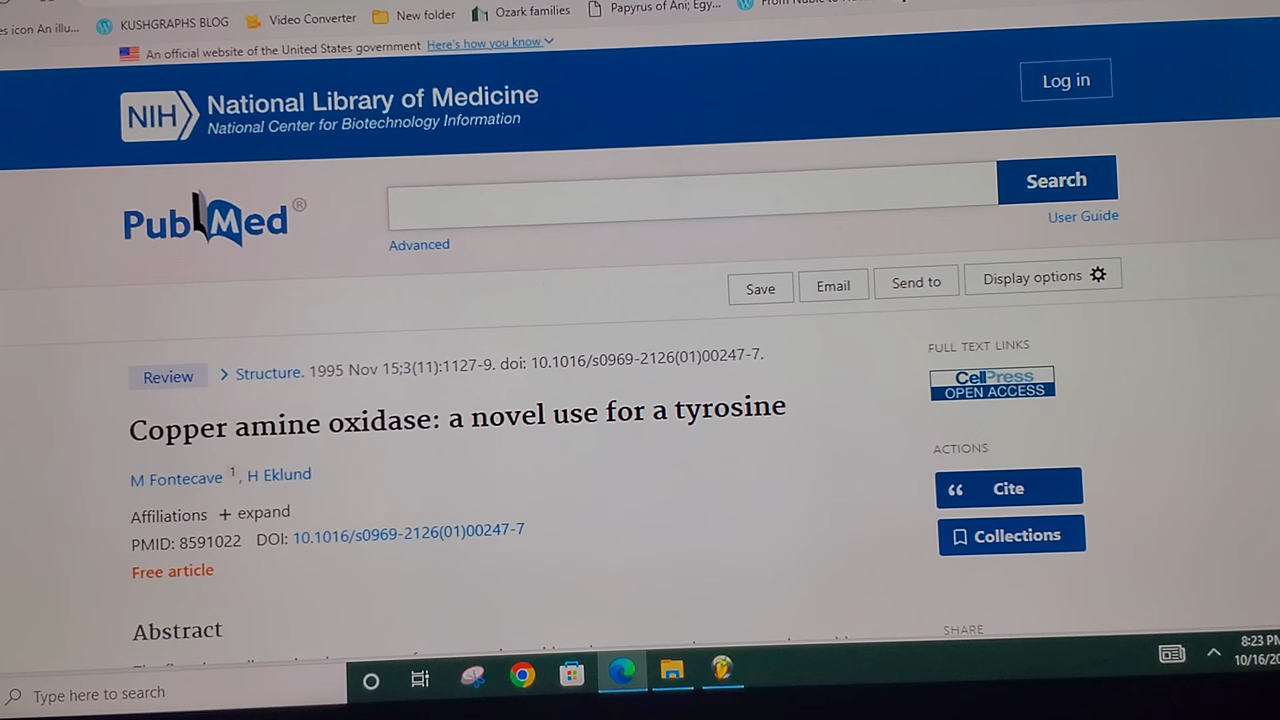 es icon An illu... KUSHGRAPHS BLOG Video Converter New folder Ozark families Papyrus of Ani; Egy... From Nubia to
An official website of the United States government Here's how you know
NIH National Library of Medicine
National Center for Biotechnology Information
Log in
PubMed®
Search
Advanced
User Guide
Save Email Send to Display options
Review Structure. 1995 Nov 15;3(11):1127-9. doi: 10.1016/s0969-2126(01)00247-7.
Copper amine oxidase: a novel use for a tyrosine
M Fontecave 1, H Eklund
Affiliations + expand
PMID: 8591022 DOI: 10.1016/s0969-2126(01)00247-7
Free article
Abstract
FULL TEXT LINKS
CellPress
OPEN ACCESS
ACTIONS
Cite
Collections
SHARE
Type here to search
8:23 PM
10/16/20